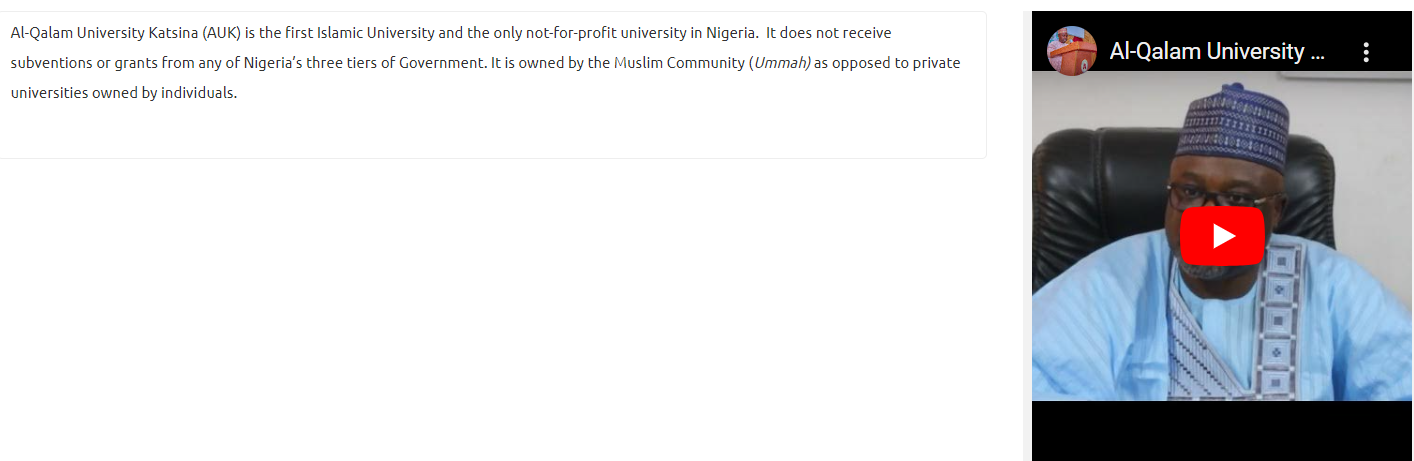 Al-Qalam University Katsina (AUK) is the first Islamic University and the only not-for-profit university in Nigeria.  It does not receive
subventions or grants from any of Nigeria’s three tiers of Government. It is owned by the Muslim Community (Ummah) as opposed to private
universities owned by individuals.
Al-Qalam University ...